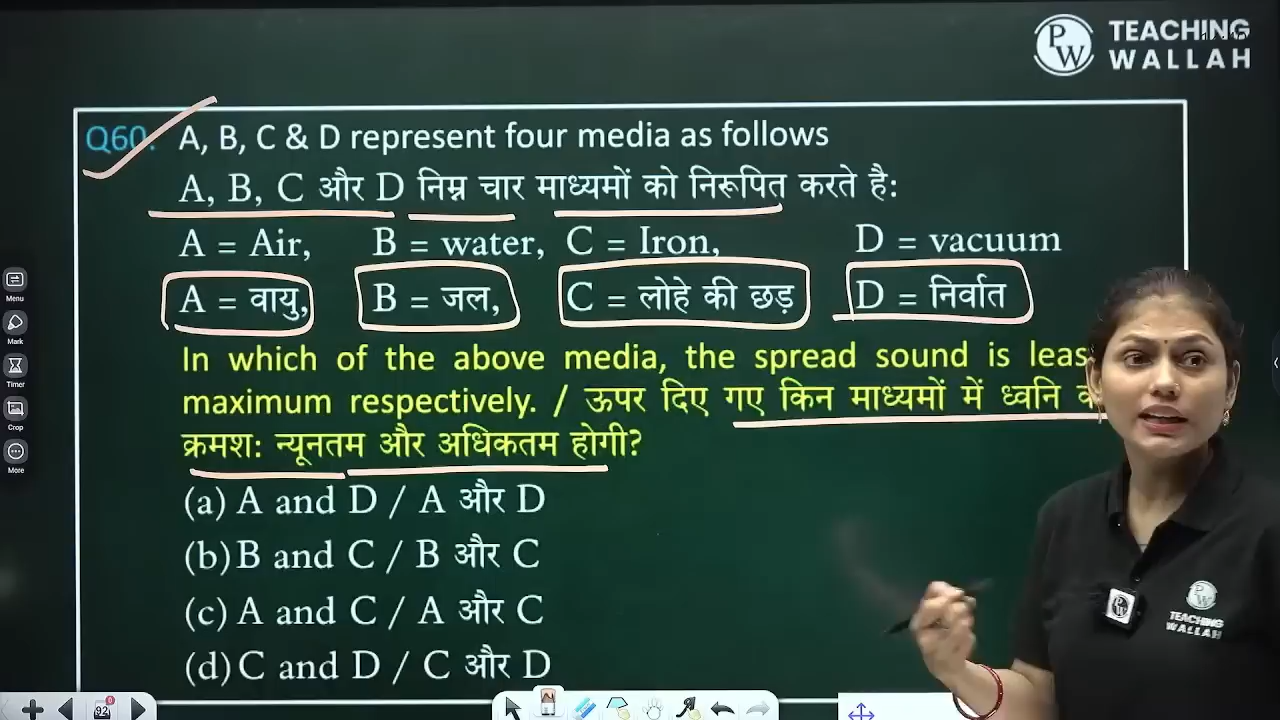 TEACHING
WALLAH
Q60. A, B, C & D represent four media as follows
A, B, C और D निम्न चार माध्यमों को निरूपित करते है:
A = Air, B = water, C = Iron, D = vacuum
A = वायु, B = जल, C = लोहे की छड़ D = निर्वात
In which of the above media, the spread sound is
maximum respectively. / ऊपर दिए गए किन माध्यमों में ध्वनि
क्रमश: न्यूनतम और अधिकतम होगी?
(a) A and D / A और D
(b) B and C / B और C
(c) A and C / A और C
(d) C and D / C और D
Menu
Mark
Timer
Crop
More
PW
TEACHING
WALLAH
92